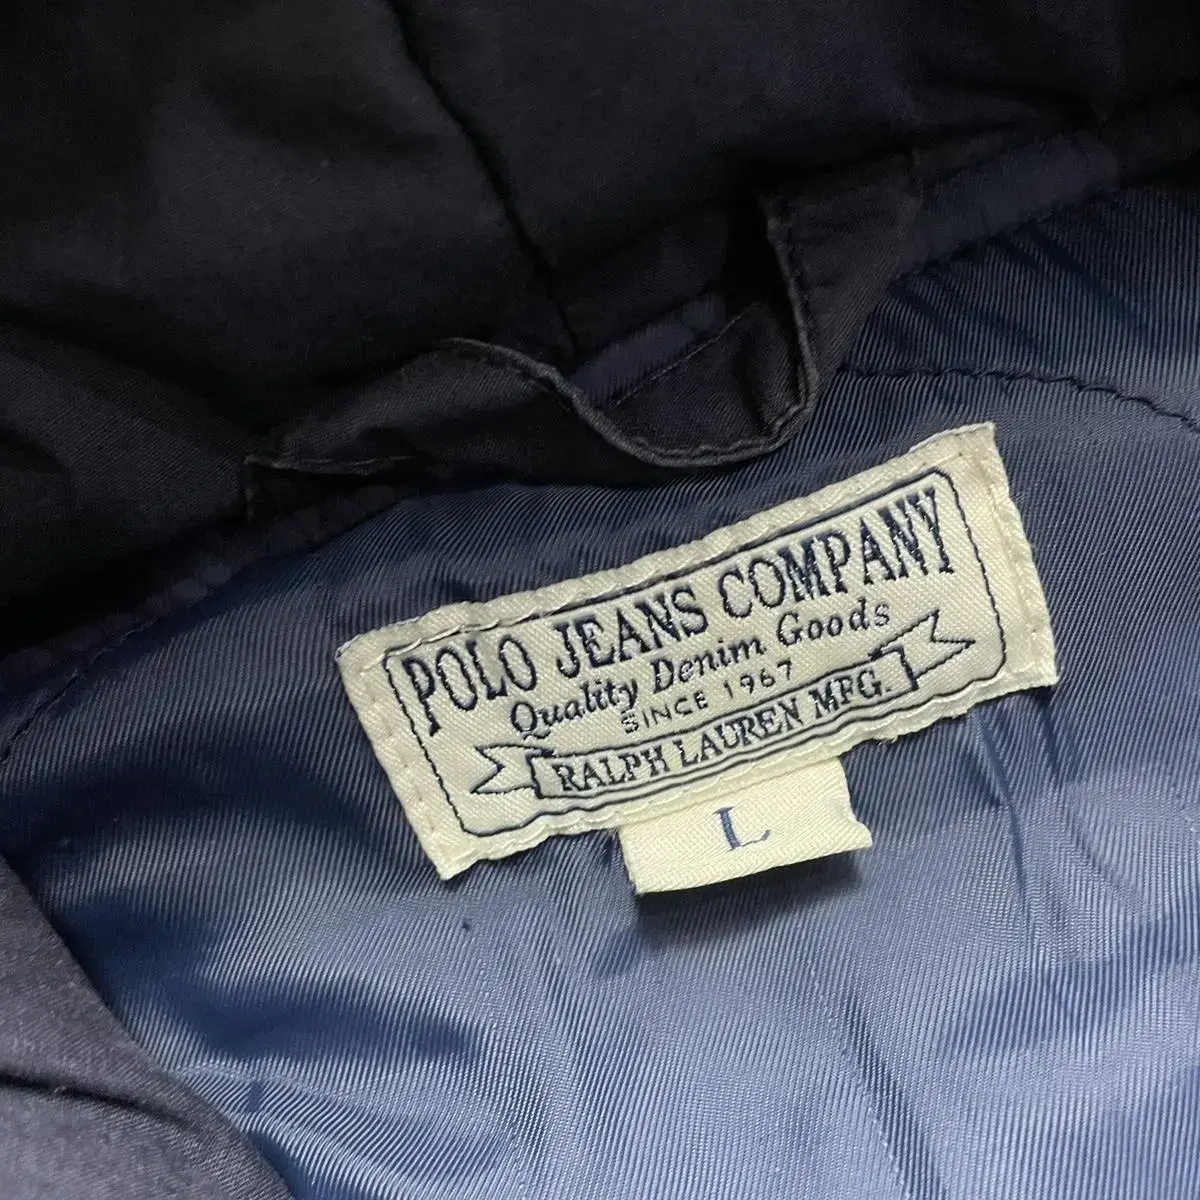 POLO JEANS COMPANY
Quality Denim Goods
SINCE 1967
RALPH LAUREN MFG.
L